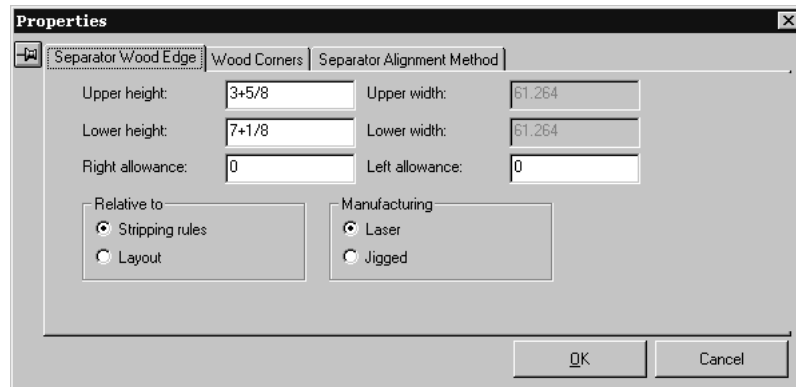 Properties
Separator Wood Edge Wood Corners Separator Alignment Method
Upper height: 3+5/8 Upper width: 61.264
Lower height: 7+1/8 Lower width: 61.264
Right allowance: 0 Left allowance: 0
Relative to Manufacturing
Stripping rules Laser
Layout Jigged
OK Cancel